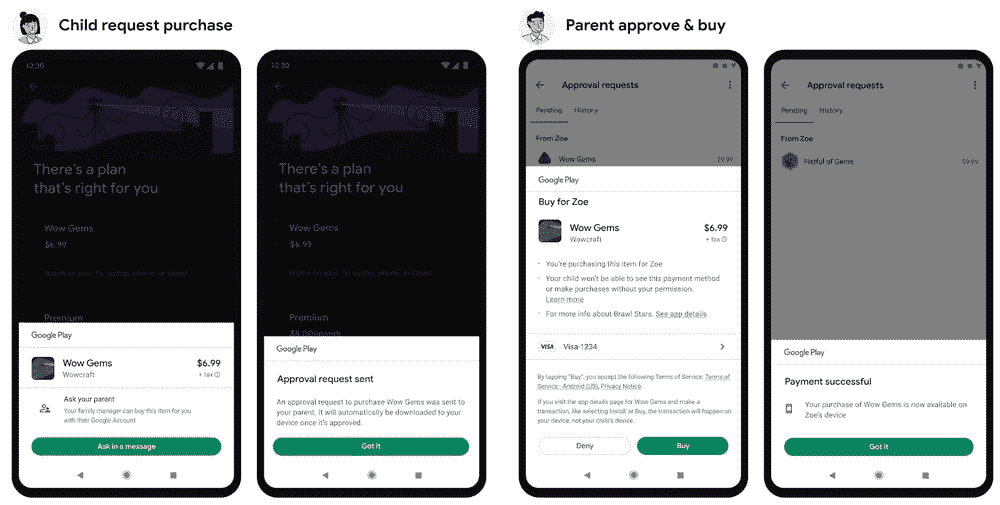 Child request purchase
12:30
There's a plan
that's right for you
Wow Gems
$6.99
Watch on your TV, laptop, phone, or tablet
Premium
Google Play
Wow Gems
$6.99
Wowcraft
+ tax
Ask your parent
Your family manager can buy this item for you
with their Google Account
Ask in a message
12:30
There's a plan
that's right for you
Wow Gems
$6.99
Watch on your TV, laptop, phone, or tablet
Premium
$8.00/month
Google Play
Approval request sent
An approval request to purchase Wow Gems was sent to
your parent. It will automatically be downloaded to your
device once it's approved.
Got it
Parent approve & buy
Approval requests
Pending
History
From Zoe
Wow Gems
$9.99
Google Play
Buy for Zoe
Wow Gems
$6.99
Wowcraft
+ tax
You're purchasing this item for Zoe
Your child won't be able to see this payment method
or make purchases without your permission.
Learn more
For more info about Brawl Stars. See app details
VISA
Visa-1234
By tapping "Buy", you accept the following Terms of Service: Terms of
Service - Android (US), Privacy Notice.
If you visit the app details page for Wow Gems and make a
transaction, like selecting Install or Buy, the transaction will happen on
your device, not your child's device.
Deny
Buy
Approval requests
Pending
History
From Zoe
Fistful of Gems
$9.99
Google Play
Payment successful
Your purchase of Wow Gems is now available on
Zoe's device
Got it